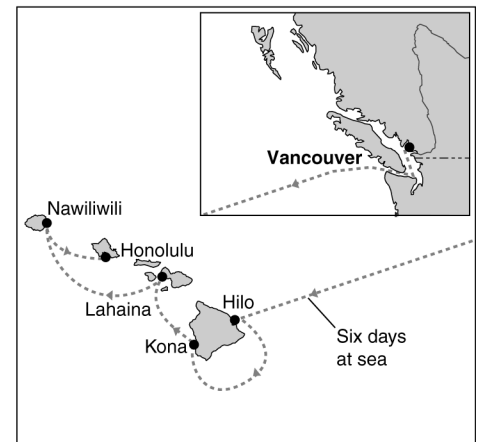 Vancouver
Nawiliwili
Honolulu
Lahaina
Hilo
Kona
Six days
at sea